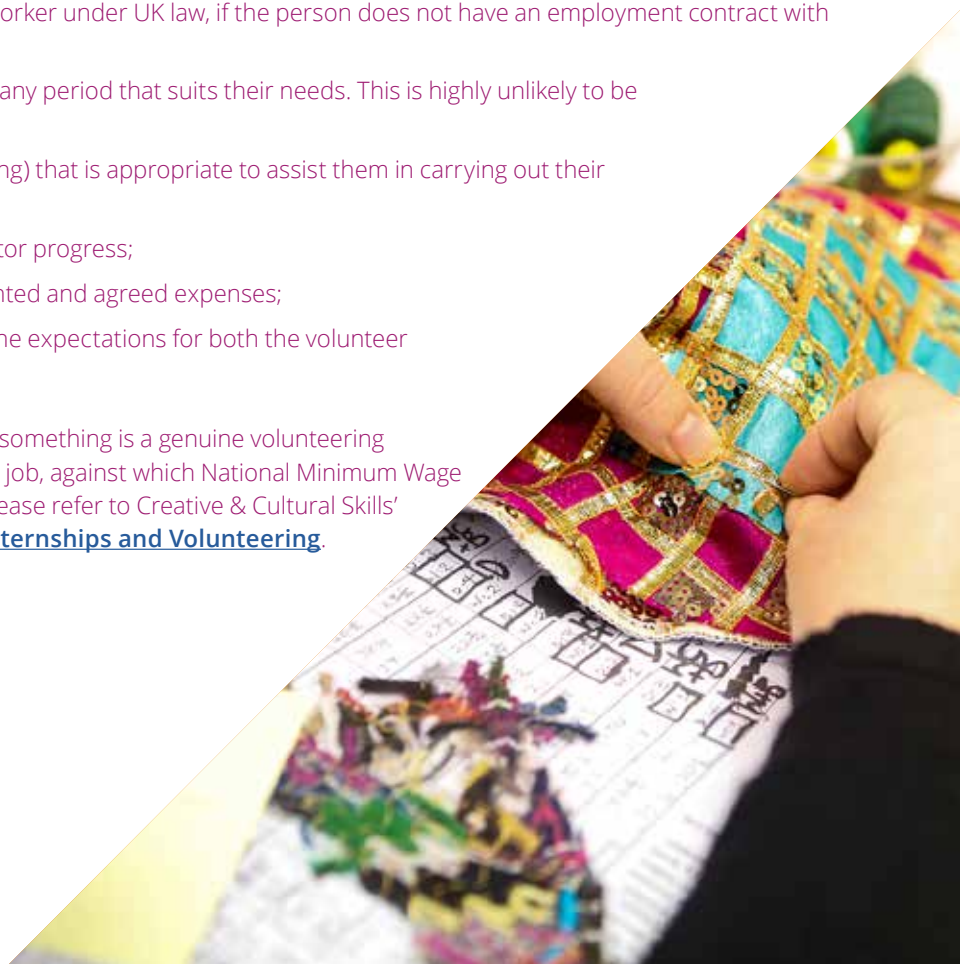 orker under UK law, if the person does not have an employment contract with
any period that suits their needs. This is highly unlikely to be
ng) that is appropriate to assist them in carrying out their
tor progress;
nted and agreed expenses;
ne expectations for both the volunteer
something is a genuine volunteering
job, against which National Minimum Wage
ease refer to Creative & Cultural Skills’
ternships and Volunteering.